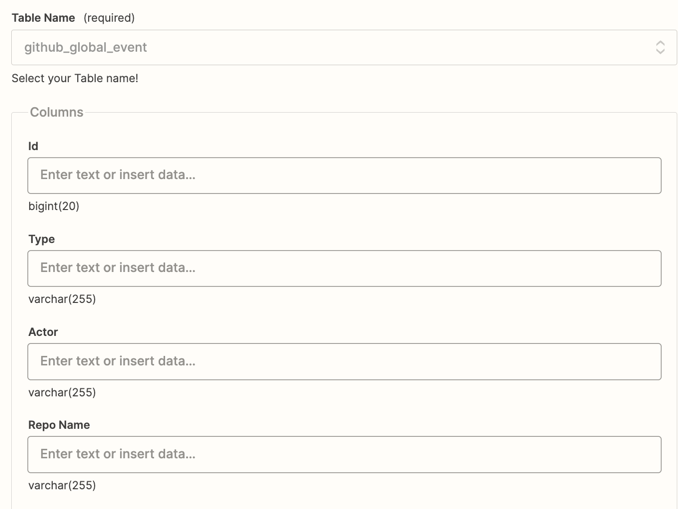 Table Name (required)
github_global_event
Select your Table name!
Columns
Id
Enter text or insert data...
bigint(20)
Type
Enter text or insert data...
varchar(255)
Actor
Enter text or insert data...
varchar(255)
Repo Name
Enter text or insert data...
varchar(255)